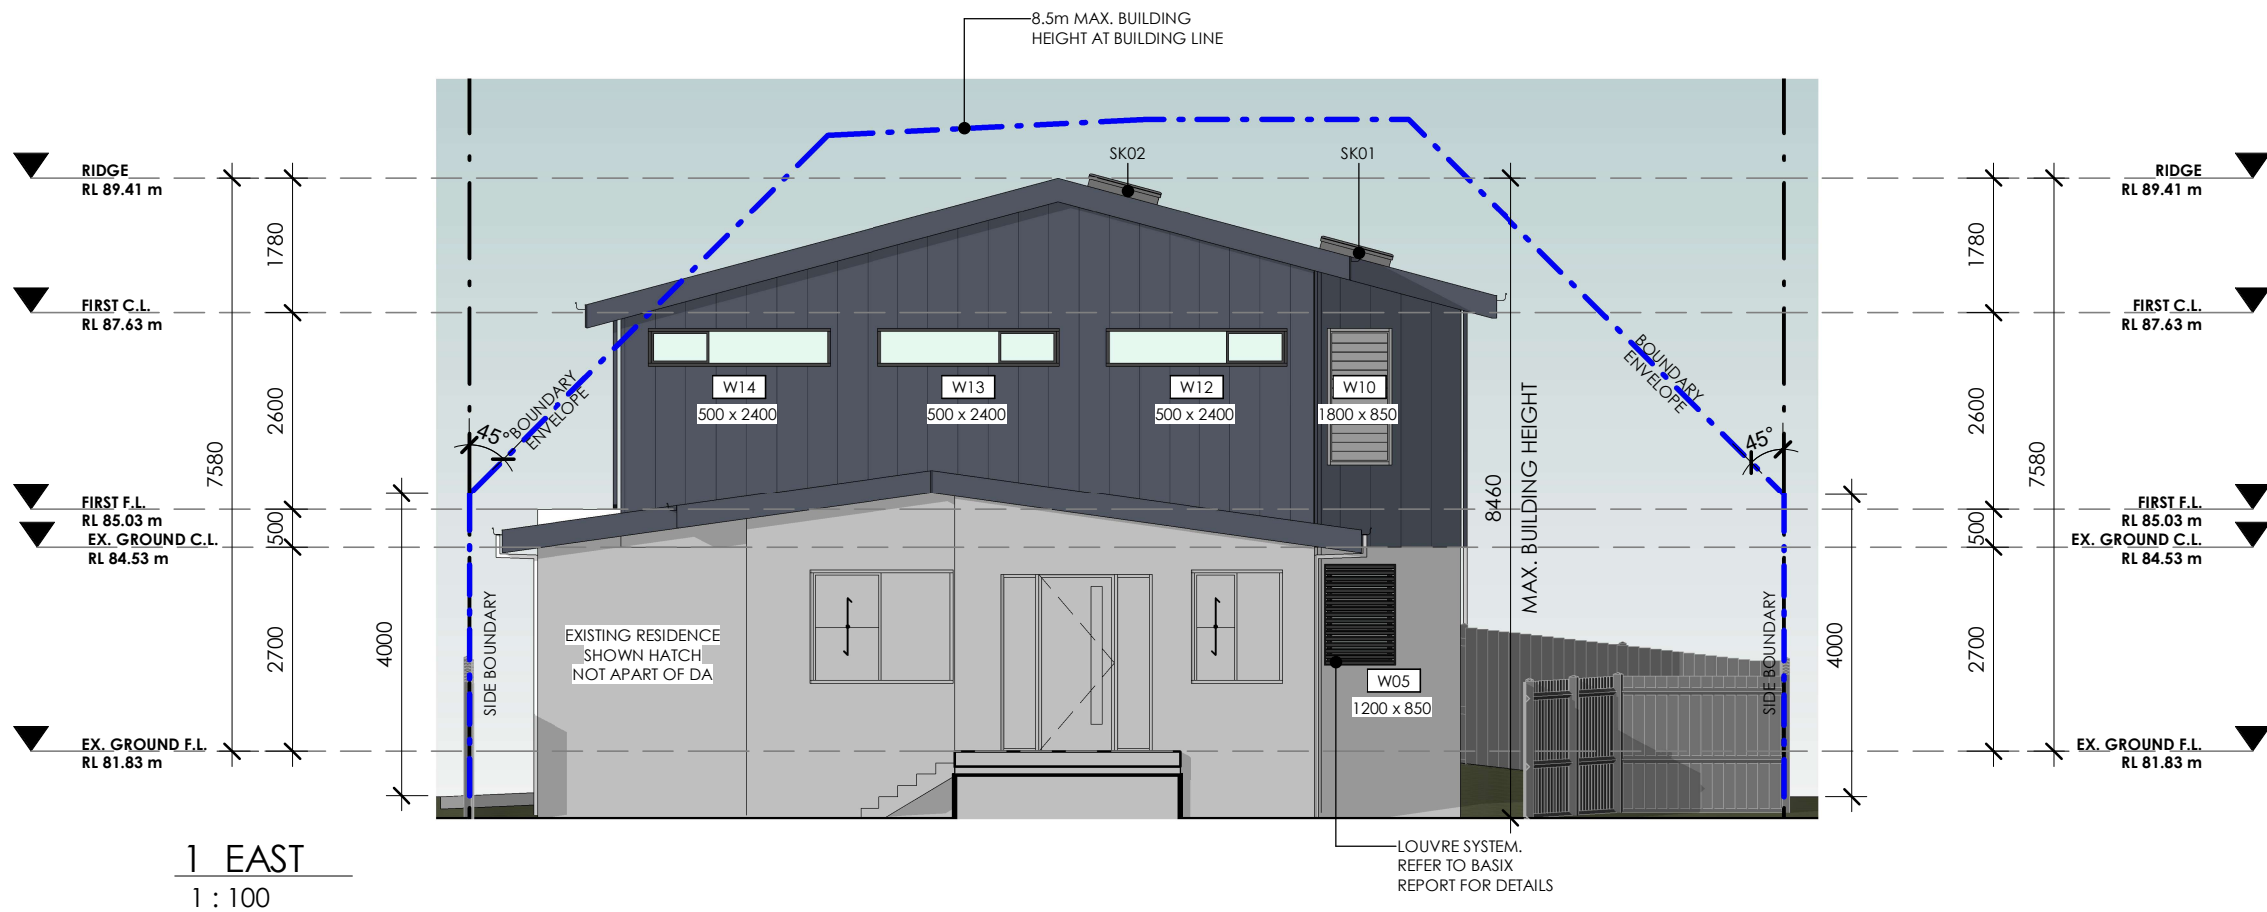 8.5m MAX. BUILDING
HEIGHT AT BUILDING LINE
SK02
SK01
RIDGE
RL 89.41 m
FIRST C.L.
RL 87.63 m
FIRST F.L.
RL 85.03 m
EX. GROUND C.L.
RL 84.53 m
EX. GROUND F.L.
RL 81.83 m
7580
1780
2600
500
2700
4000
45°
BOUNDARY
ENVELOPE
SIDE BOUNDARY
W14
500 x 2400
W13
500 x 2400
W12
500 x 2400
W10
1800 x 850
EXISTING RESIDENCE
SHOWN HATCH
NOT APART OF DA
W05
1200 x 850
8460
MAX. BUILDING HEIGHT
BOUNDARY
ENVELOPE
45°
SIDE BOUNDARY
4000
1780
2600
500
2700
7580
RIDGE
RL 89.41 m
FIRST C.L.
RL 87.63 m
FIRST F.L.
RL 85.03 m
EX. GROUND C.L.
RL 84.53 m
EX. GROUND F.L.
RL 81.83 m
LOUVRE SYSTEM.
REFER TO BASIX
REPORT FOR DETAILS
1 EAST
1 : 100